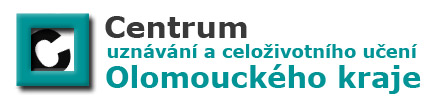 Centrum
uznávání a celoživotního učení
Olomouckého kraje